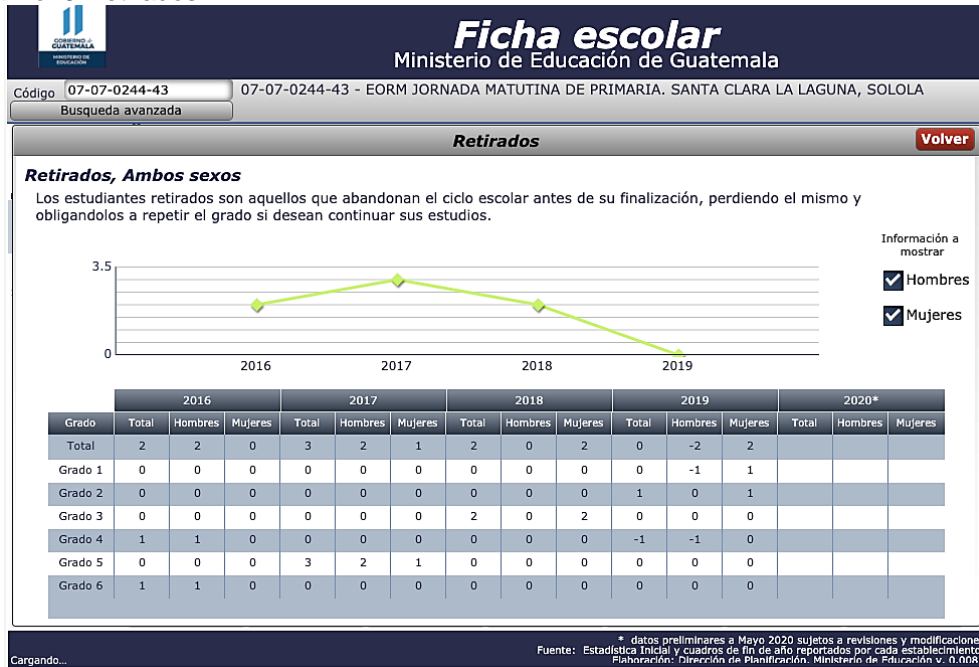 GOBIERNO de
GUATEMALA
MINISTERIO DE
EDUCACIÓN
Ficha escolar
Ministerio de Educación de Guatemala
Código 07-07-0244-43 07-07-0244-43 - EORM JORNADA MATUTINA DE PRIMARIA. SANTA CLARA LA LAGUNA, SOLOLA
Busqueda avanzada
Retirados Volver
Retirados, Ambos sexos
Los estudiantes retirados son aquellos que abandonan el ciclo escolar antes de su finalización, perdiendo el mismo y
obligandolos a repetir el grado si desean continuar sus estudios.
Información a
mostrar
Hombres
Mujeres
3.5
0
2016 2017 2018 2019
2016 2017 2018 2019 2020*
Grado Total Hombres Mujeres Total Hombres Mujeres Total Hombres Mujeres Total Hombres Mujeres Total Hombres Mujeres
Total 2 2 0 3 2 1 2 0 2 0 -2 2
Grado 1 0 0 0 0 0 0 0 0 0 0 -1 1
Grado 2 0 0 0 0 0 0 0 0 0 1 0 1
Grado 3 0 0 0 0 0 0 2 0 2 0 0 0
Grado 4 1 1 0 0 0 0 0 0 0 -1 -1 0
Grado 5 0 0 0 3 2 1 0 0 0 0 0 0
Grado 6 1 1 0 0 0 0 0 0 0 0 0 0
* datos preliminares a Mayo 2020 sujetos a revisiones y modificacione
Fuente: Estadística Inicial y cuadros de fin de año reportados por cada establecimien
Cargando... Elaboración: Dirección de Planificación. Ministerio de Educación v. 0.008